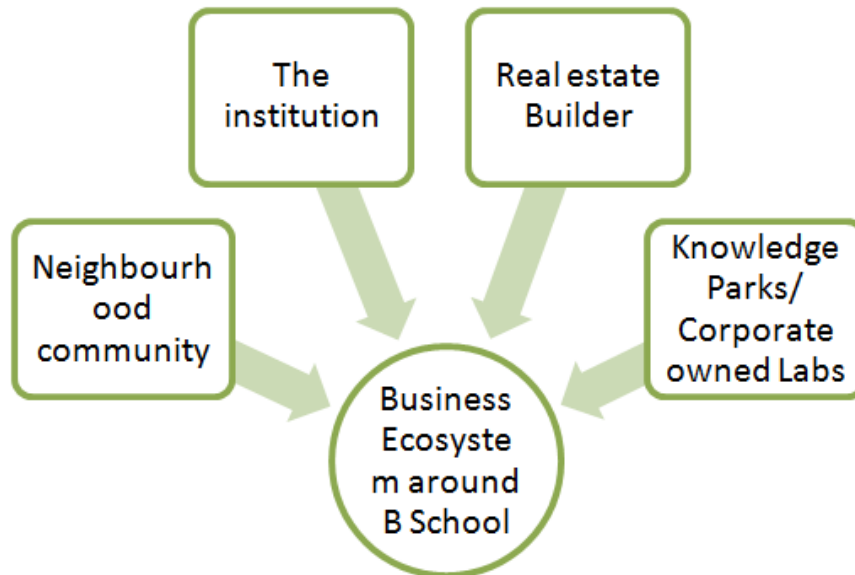 The
institution
Real estate
Builder
Neighbourh
ood
community
Knowledge
Parks/
Corporate
owned Labs
Business
Ecosyste
m around
B School